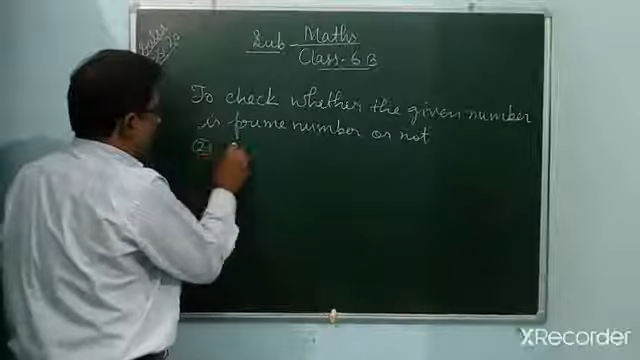 Sub - Maths
Class - 6 B
To check whether the given number
is prime number or not
2)
XRecorder